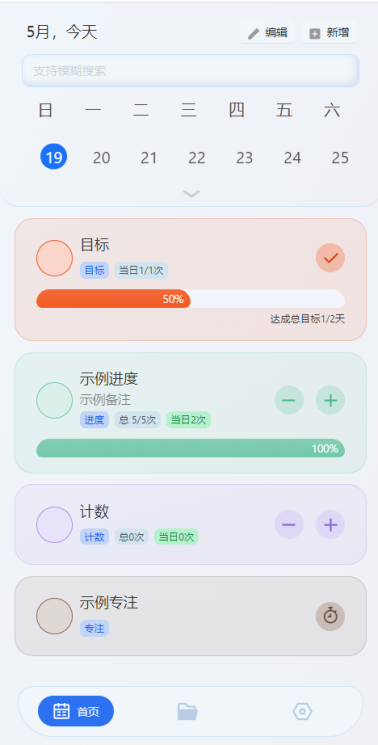 5月，今天
编辑
新增
支持模糊搜索
日 一 二 三 四 五 六
19 20 21 22 23 24 25
目标
目标 当日1/1次
50%
达成总目标1/2天
示例进度
示例备注
进度 总 5/5次 当日2次
100%
计数
计数 总0次 当日0次
示例专注
专注
首页